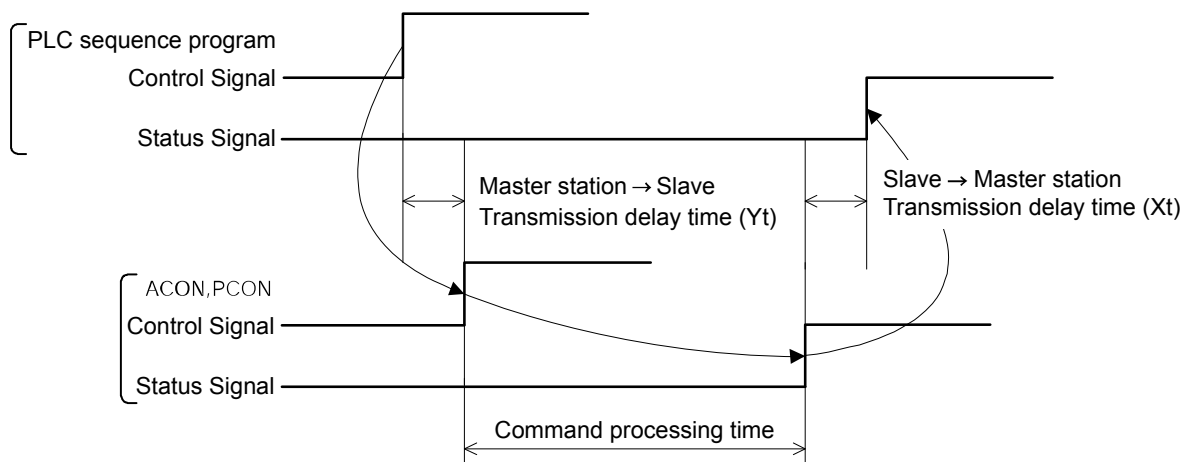 PLC sequence program
Control Signal
Status Signal
Master station → Slave
Transmission delay time (Yt)
Slave → Master station
Transmission delay time (Xt)
ACON,PCON
Control Signal
Status Signal
Command processing time